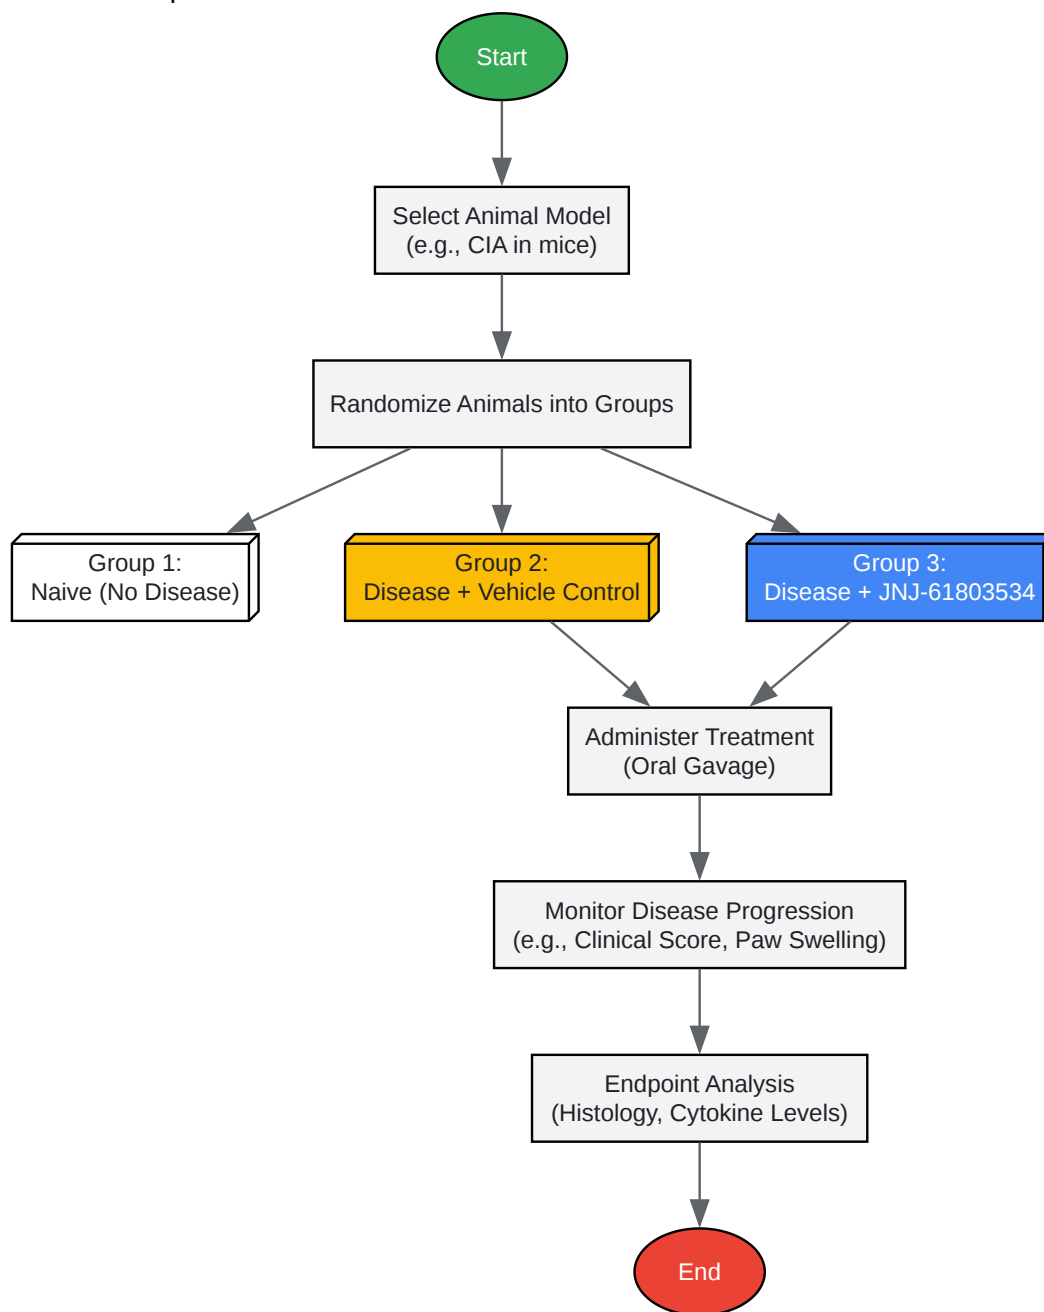 Start
Select Animal Model
(e.g., CIA in mice)
Randomize Animals into Groups
Group 1:
Naive (No Disease)
Group 2:
Disease + Vehicle Control
Group 3:
Disease + JNJ-61803534
Administer Treatment
(Oral Gavage)
Monitor Disease Progression
(e.g., Clinical Score, Paw Swelling)
Endpoint Analysis
(Histology, Cytokine Levels)
End